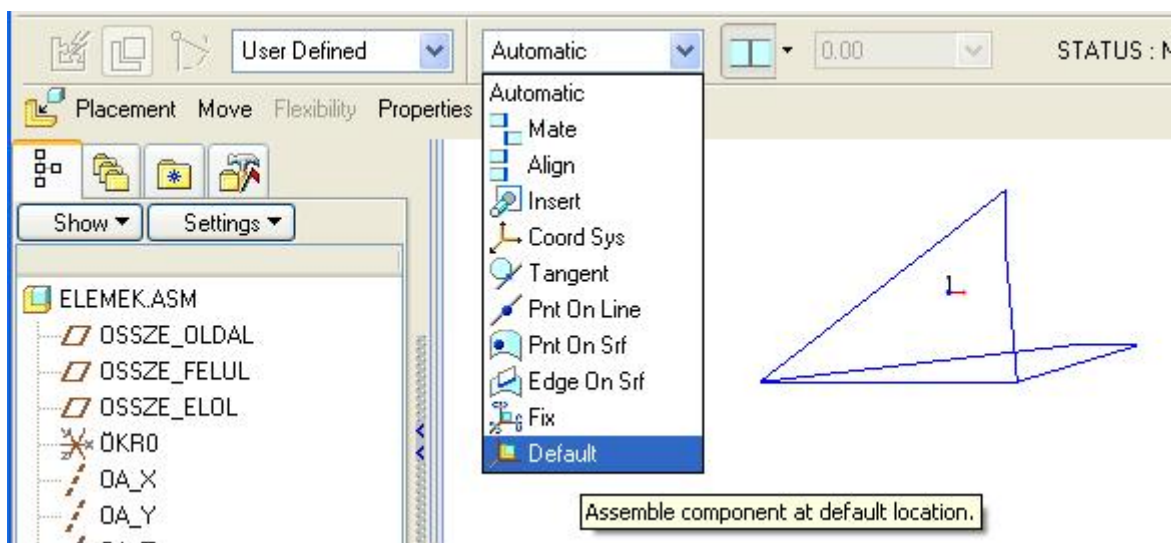 User Defined
Automatic
0.00
STATUS : N
Placement Move Flexibility Properties
Automatic
Mate
Align
Insert
Coord Sys
Tangent
Pnt On Line
Pnt On Srf
Edge On Srf
Fix
Default
Assemble component at default location.
Show
Settings
ELEMEK.ASM
OSSZE_OLDAL
OSSZE_FELUL
OSSZE_ELOL
ÖKR0
OA_X
OA_Y